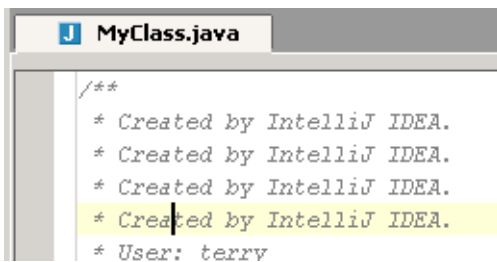 J MyClass.java
/**
* Created by IntelliJ IDEA.
* Created by IntelliJ IDEA.
* Created by IntelliJ IDEA.
* Created by IntelliJ IDEA.
* User: terry